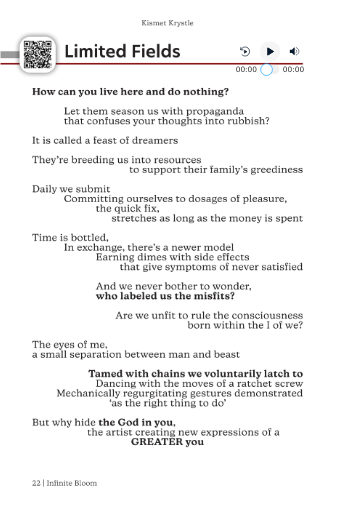 Kismet Krystle
Limited Fields
00:00 00:00
How can you live here and do nothing?
Let them season us with propaganda
that confuses your thoughts into rubbish?
It is called a feast of dreamers
They're breeding us into resources
to support their family's greediness
Daily we submit
Committing ourselves to dosages of pleasure,
the quick fix,
stretches as long as the money is spent
Time is bottled,
In exchange, there's a newer model
Earning dimes with side effects
that give symptoms of never satisfied
And we never bother to wonder,
who labeled us the misfits?
Are we unfit to rule the consciousness
born within the I of we?
The eyes of me,
a small separation between man and beast
Tamed with chains we voluntarily latch to
Dancing with the moves of a ratchet screw
Mechanically regurgitating gestures demonstrated
'as the right thing to do'
But why hide the God in you,
the artist creating new expressions of a
GREATER you
22 | Infinite Bloom